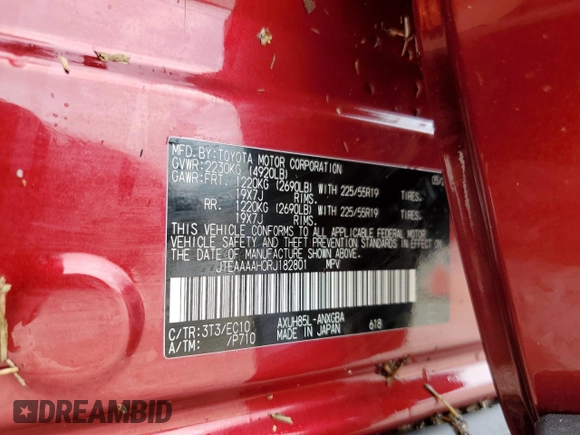 MFD.BY:TOYOTA MOTOR CORPORATION
GVWR:2230KG (4920LB)
GAWR:FRT. 1220KG (2690LB) WITH 225/55R19 TIRES,
19X7J RIMS.
RR. 1220KG (2690LB) WITH 225/55R19 TIRES,
19X7J RIMS.
THIS VEHICLE CONFORMS TO ALL APPLICABLE FEDERAL MOTOR
VEHICLE SAFETY AND THEFT PREVENTION STANDARDS IN EFFECT ON
THE DATE OF MANUFACTURE SHOWN ABOVE.
JTEAAAAH0RJ182801 MPV
C/TR:3T3/EC10 AXUH85L-ANXGBA
A/TM: /P710 MADE IN JAPAN 618
DREAMBID